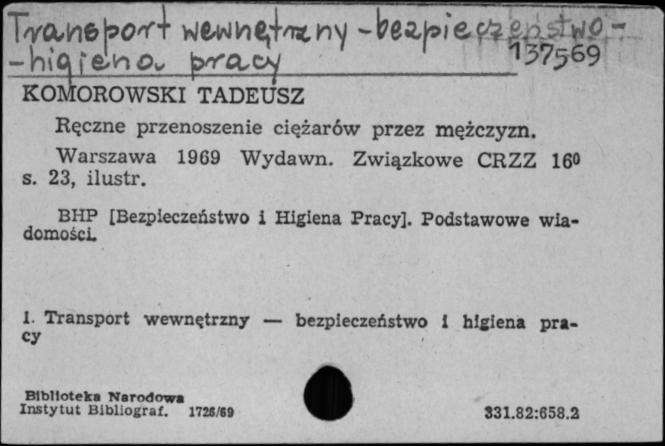 Transport wewnętrzny - bezpieczeństwo -
- higiena pracy 137569
KOMOROWSKI TADEUSZ
Ręczne przenoszenie ciężarów przez mężczyzn.
Warszawa 1969 Wydawn. Związkowe CRZZ 16⁰
s. 23, ilustr.
BHP [Bezpieczeństwo i Higiena Pracy]. Podstawowe wia-
domości.
1. Transport wewnętrzny — bezpieczeństwo i higiena pra-
cy
Biblioteka Narodowa
Instytut Bibliograf. 1726/69 331.82:658.2